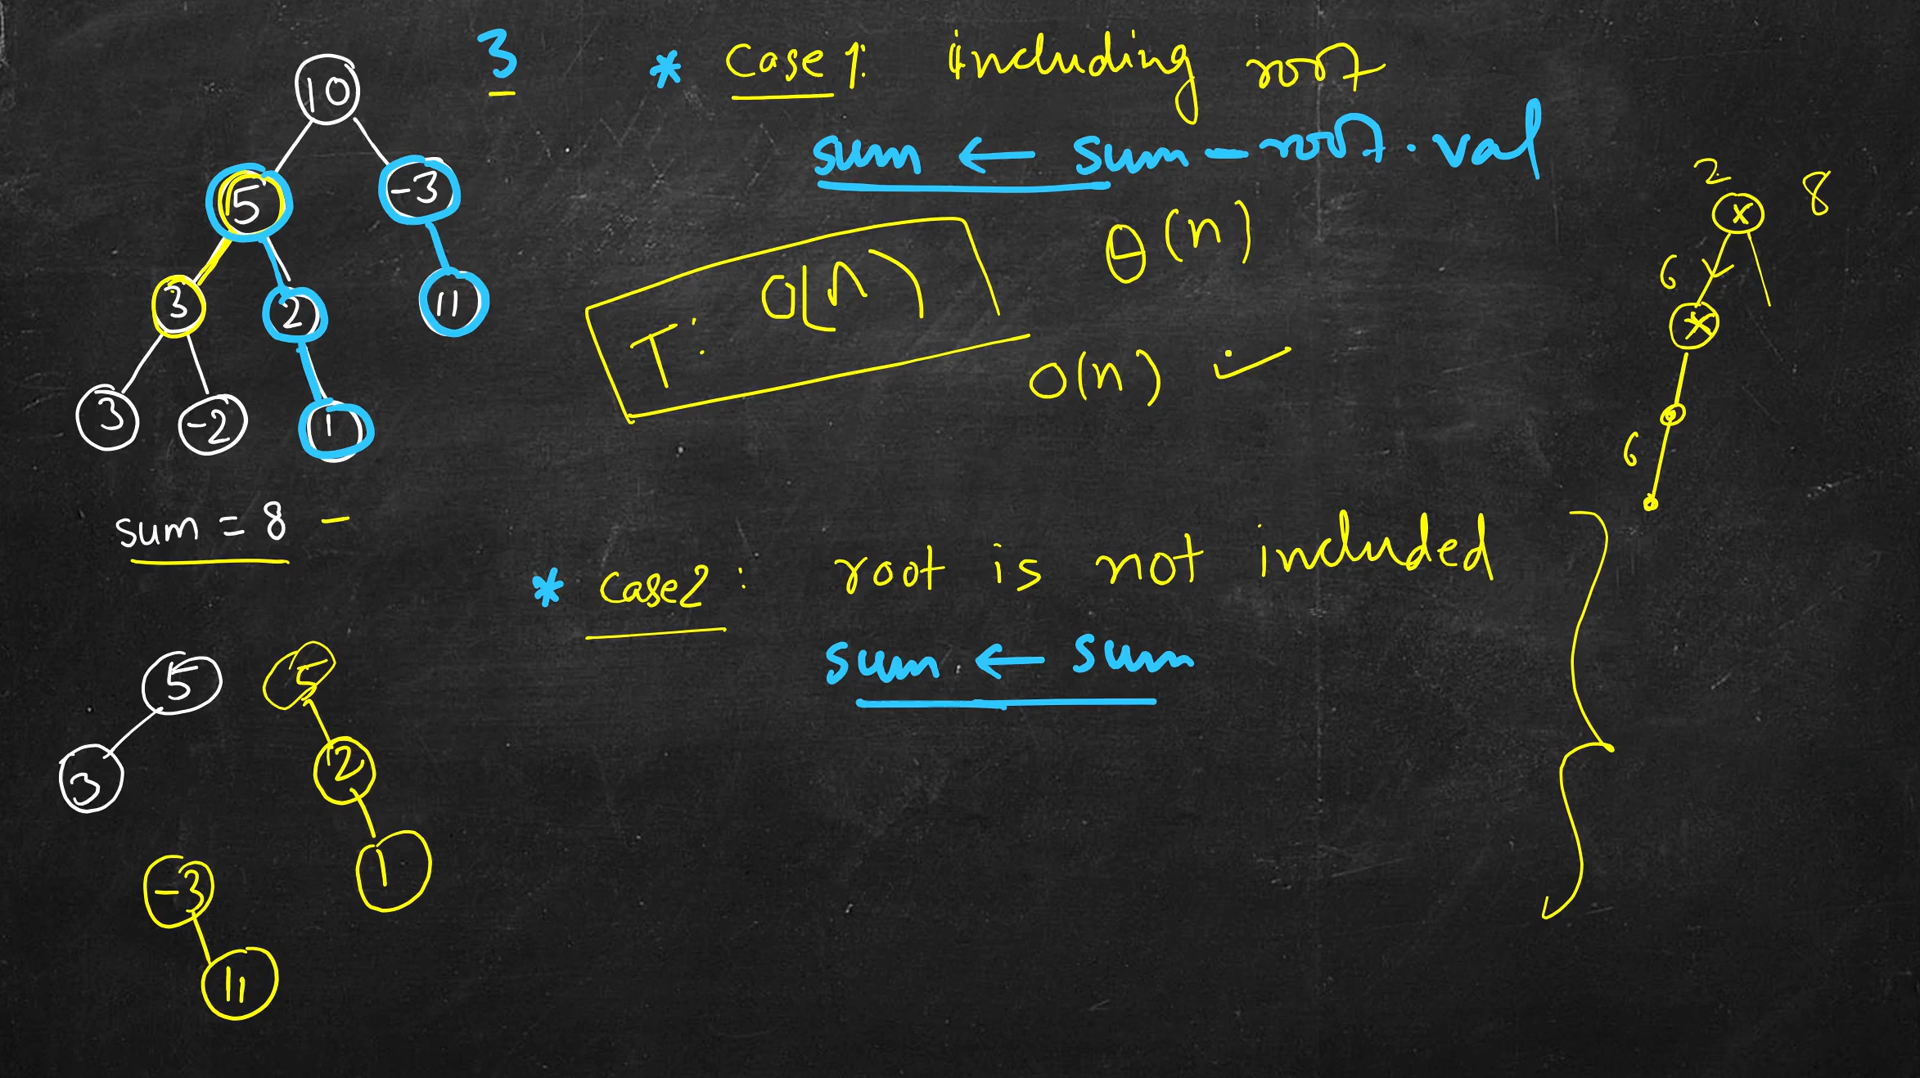 3
* Case 1: including root
sum ← sum - root.val
10
5 -3
3 2 11
3 -2 1
T: O(n)
θ(n)
O(n)
2 8
6
6
sum = 8 -
* Case2: root is not included
sum ← sum
5
3
5
2
1
-3
11